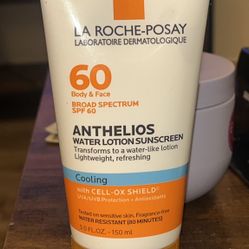 LA ROCHE-POSAY
LABORATOIRE DERMATOLOGIQUE
60
Body & Face
BROAD SPECTRUM
SPF 60
ANTHELIOS
WATER LOTION SUNSCREEN
Transforms to a water-like lotion
Lightweight, refreshing
Cooling
with CELL-OX SHIELD®
UVA/UVB Protection + Antioxidants
Tested on sensitive skin. Fragrance-free
WATER RESISTANT (80 MINUTES)
5.0 FL.OZ. - 150 ml